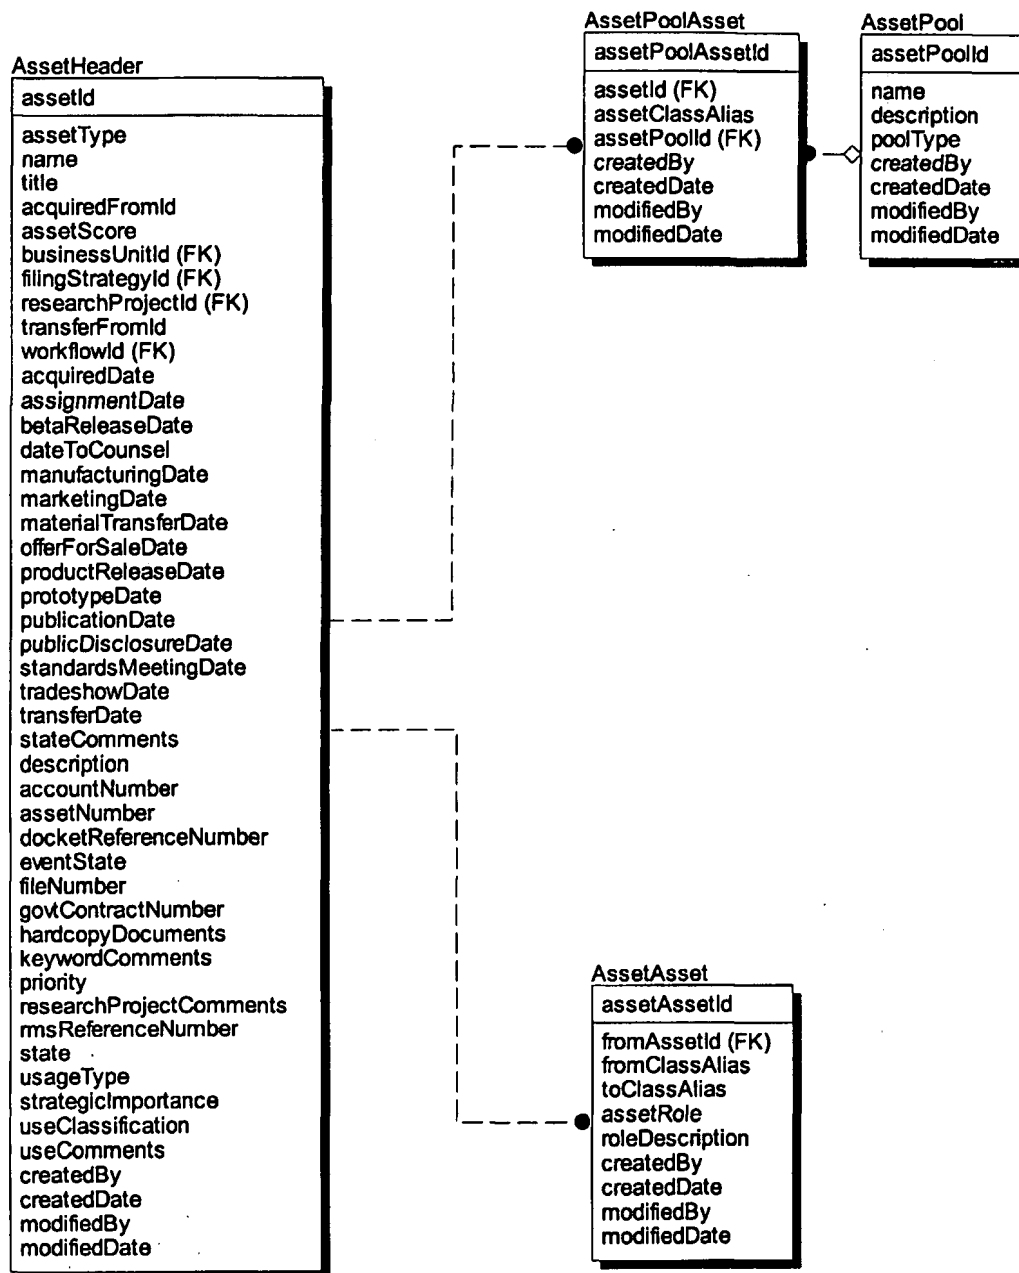 AssetHeader
assetId
assetType
name
title
acquiredFromId
assetScore
businessUnitId (FK)
filingStrategyId (FK)
researchProjectId (FK)
transferFromId
workflowId (FK)
acquiredDate
assignmentDate
betaReleaseDate
dateToCounsel
manufacturingDate
marketingDate
materialTransferDate
offerForSaleDate
productReleaseDate
prototypeDate
publicationDate
publicDisclosureDate
standardsMeetingDate
tradeshowDate
transferDate
stateComments
description
accountNumber
assetNumber
docketReferenceNumber
eventState
fileNumber
govtContractNumber
hardcopyDocuments
keywordComments
priority
researchProjectComments
rmsReferenceNumber
state
usageType
strategicImportance
useClassification
useComments
createdBy
createdDate
modifiedBy
modifiedDate
AssetPoolAsset
assetPoolAssetId
assetId (FK)
assetClassAlias
assetPoolId (FK)
createdBy
createdDate
modifiedBy
modifiedDate
AssetPool
assetPoolId
name
description
poolType
createdBy
createdDate
modifiedBy
modifiedDate
AssetAsset
assetAssetId
fromAssetId (FK)
fromClassAlias
toClassAlias
assetRole
roleDescription
createdBy
createdDate
modifiedBy
modifiedDate